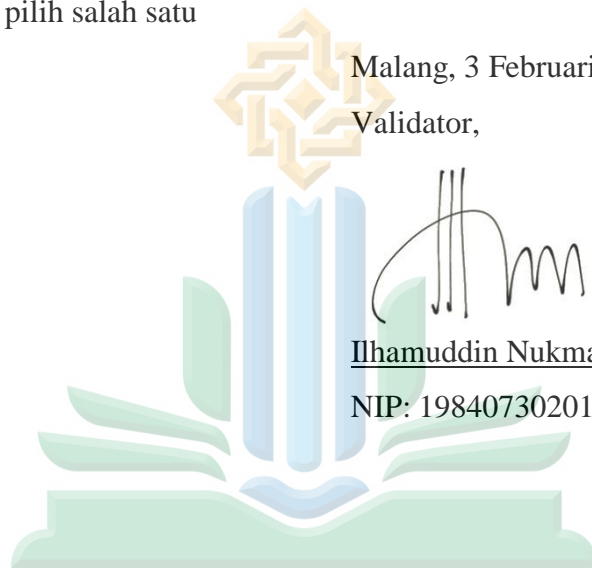 pilih salah satu
Malang, 3 Februari
Validator,
Ilhamuddin Nukma
NIP: 19840730201